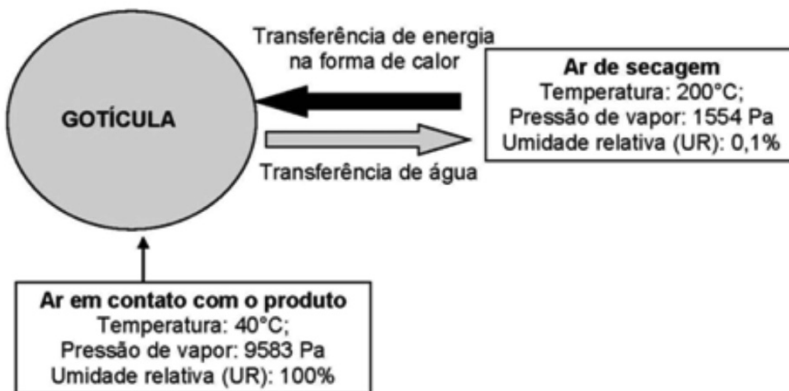 Transferência de energia
na forma de calor
GOTÍCULA
Transferência de água
Ar de secagem
Temperatura: 200°C;
Pressão de vapor: 1554 Pa
Umidade relativa (UR): 0,1%
Ar em contato com o produto
Temperatura: 40°C;
Pressão de vapor: 9583 Pa
Umidade relativa (UR): 100%